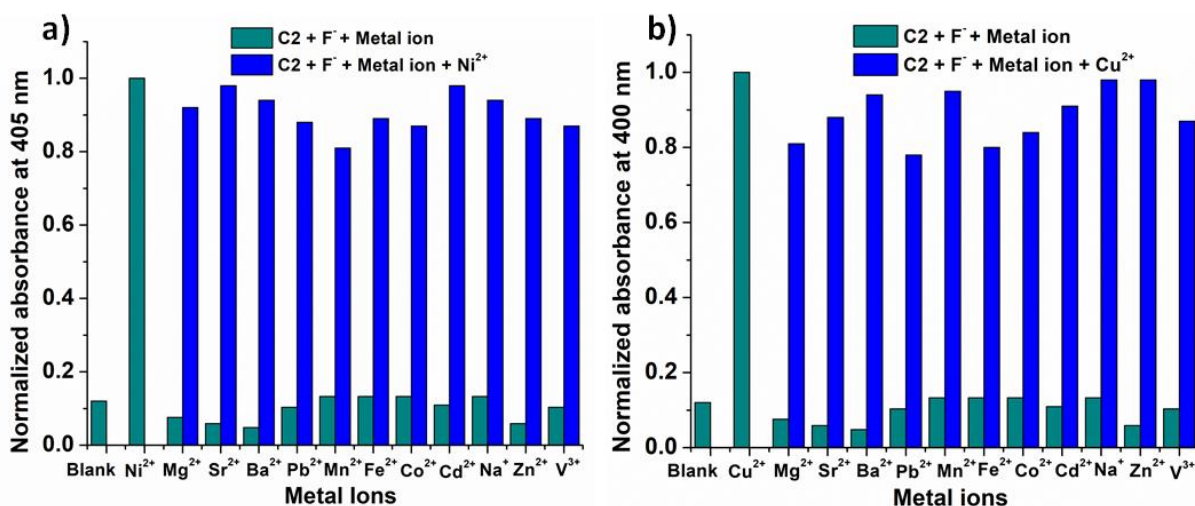 a)
C2 + F⁻ + Metal ion
C2 + F⁻ + Metal ion + Ni²⁺
Normalized absorbance at 405 nm
1.0
0.8
0.6
0.4
0.2
0.0
Blank Ni²⁺ Mg²⁺ Sr²⁺ Ba²⁺ Pb²⁺ Mn²⁺ Fe²⁺ Co²⁺ Cd²⁺ Na⁺ Zn²⁺ V³⁺
Metal Ions
b)
C2 + F⁻ + Metal ion
C2 + F⁻ + Metal ion + Cu²⁺
Normalized absorbance at 400 nm
1.0
0.8
0.6
0.4
0.2
0.0
Blank Cu²⁺ Mg²⁺ Sr²⁺ Ba²⁺ Pb²⁺ Mn²⁺ Fe²⁺ Co²⁺ Cd²⁺ Na⁺ Zn²⁺ V³⁺
Metal ions